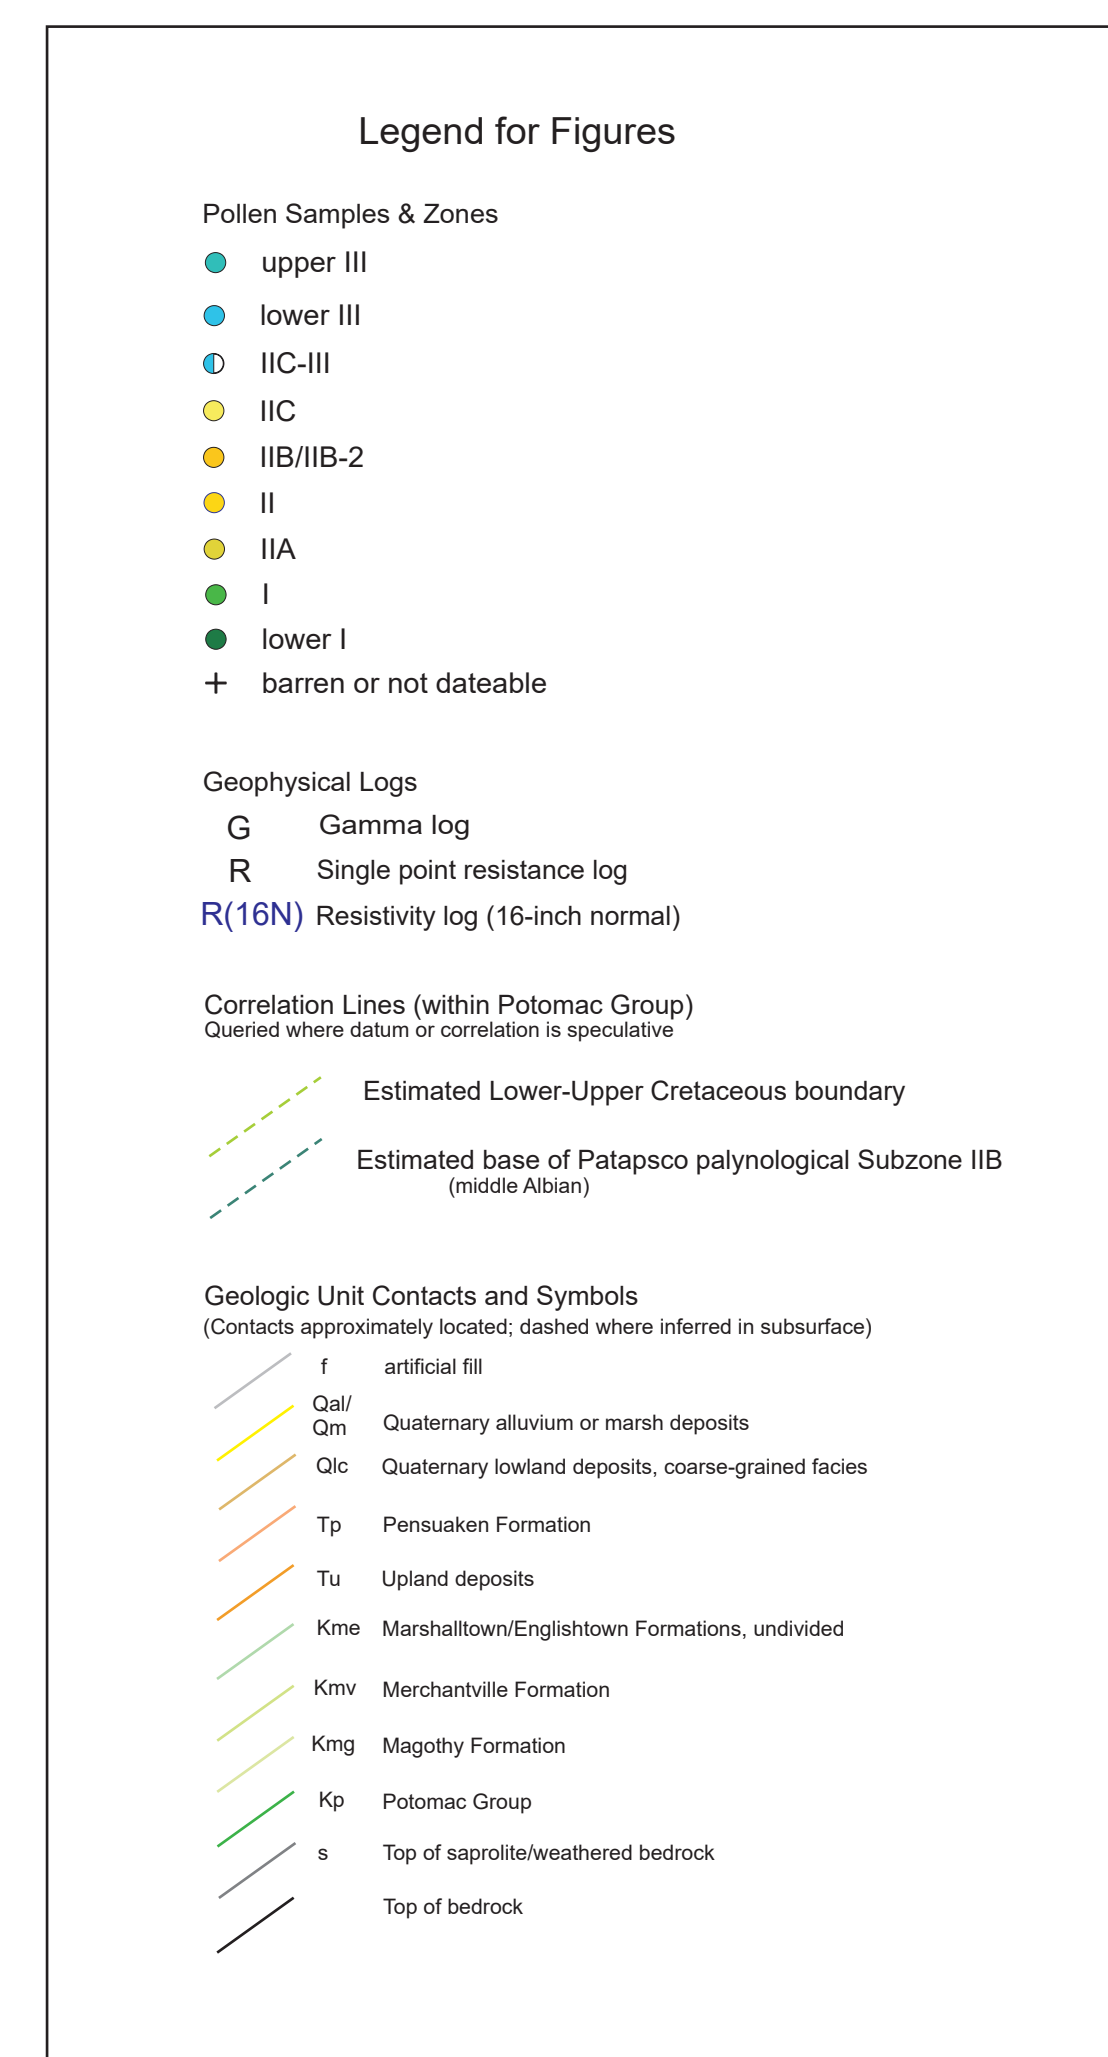 Legend for Figures
Pollen Samples & Zones
upper III
lower III
IIC-III
IIC
IIB/IIB-2
II
IIA
I
lower I
+ barren or not dateable
Geophysical Logs
G Gamma log
R Single point resistance log
R(16N) Resistivity log (16-inch normal)
Correlation Lines (within Potomac Group)
Queried where datum or correlation is speculative
Estimated Lower-Upper Cretaceous boundary
Estimated base of Patapsco palynological Subzone IIB
(middle Albian)
Geologic Unit Contacts and Symbols
(Contacts approximately located; dashed where inferred in subsurface)
f artificial fill
Qal/
Qm Quaternary alluvium or marsh deposits
Qlc Quaternary lowland deposits, coarse-grained facies
Tp Pensuaken Formation
Tu Upland deposits
Kme Marshalltown/Englishtown Formations, undivided
Kmv Merchantville Formation
Kmg Magothy Formation
Kp Potomac Group
s Top of saprolite/weathered bedrock
Top of bedrock